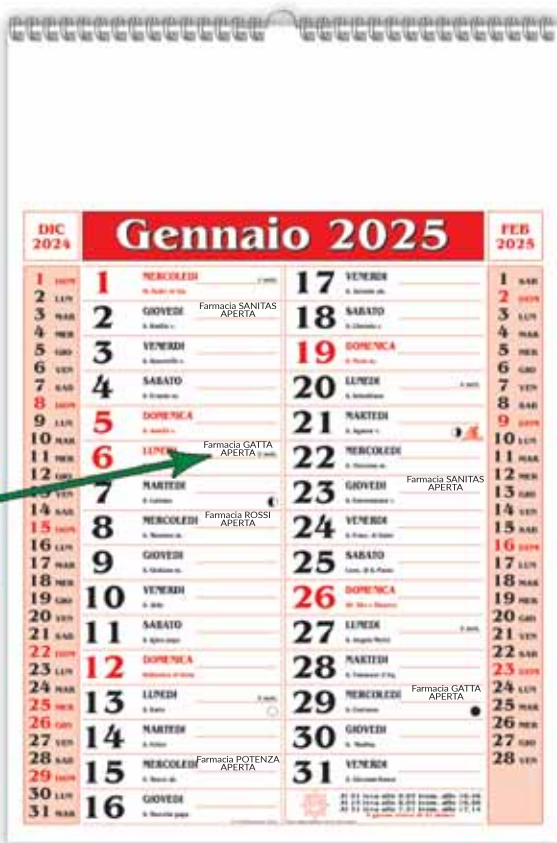 DIC
2024
Gennaio 2025
FEB
2025
1 DOM
2 LUN
3 MAR
4 MER
5 GIO
6 VEN
7 SAB
8 DOM
9 LUN
10 MAR
11 MER
12 GIO
13 VEN
14 SAB
15 DOM
16 LUN
17 MAR
18 MER
19 GIO
20 VEN
21 SAB
22 DOM
23 LUN
24 MAR
25 MER
26 GIO
27 VEN
28 SAB
29 DOM
30 LUN
31 MAR
1 MERCOLEDI
2 GIOVEDI Farmacia SANITAS
APERTA
3 VENERDI
4 SABATO
5 DOMENICA
6 LUNEDI Farmacia GATTA
APERTA
7 MARTEDI
8 MERCOLEDI Farmacia ROSSI
APERTA
9 GIOVEDI
10 VENERDI
11 SABATO
12 DOMENICA
13 LUNEDI
14 MARTEDI
15 MERCOLEDI Farmacia POTENZA
APERTA
16 GIOVEDI
17 VENERDI
18 SABATO
19 DOMENICA
20 LUNEDI
21 MARTEDI
22 MERCOLEDI
23 GIOVEDI Farmacia SANITAS
APERTA
24 VENERDI
25 SABATO
26 DOMENICA
27 LUNEDI
28 MARTEDI
29 MERCOLEDI Farmacia GATTA
APERTA
30 GIOVEDI
31 VENERDI
1 SAB
2 DOM
3 LUN
4 MAR
5 MER
6 GIO
7 VEN
8 SAB
9 DOM
10 LUN
11 MAR
12 MER
13 GIO
14 VEN
15 SAB
16 DOM
17 LUN
18 MAR
19 MER
20 GIO
21 VEN
22 SAB
23 DOM
24 LUN
25 MAR
26 MER
27 GIO
28 VEN